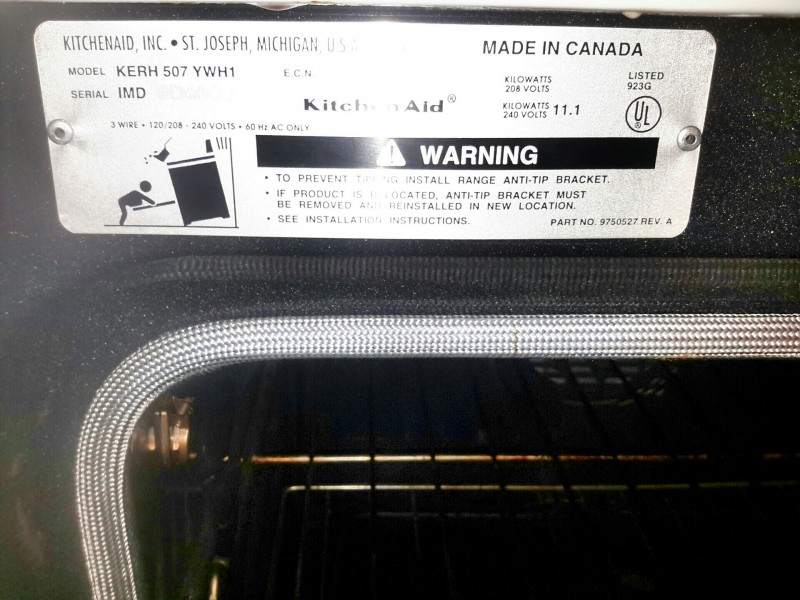 KITCHENAID, INC. • ST. JOSEPH, MICHIGAN, U.S.A.
MADE IN CANADA
MODEL KERH 507 YWH1
E.C.N.
SERIAL IMD
KILOWATTS
208 VOLTS
LISTED
923G
KitchenAid®
KILOWATTS
240 VOLTS 11.1
UL
3 WIRE • 120/208 - 240 VOLTS • 60 Hz AC ONLY
! WARNING
• TO PREVENT TIPPING INSTALL RANGE ANTI-TIP BRACKET.
• IF PRODUCT IS RELOCATED, ANTI-TIP BRACKET MUST
BE REMOVED AND REINSTALLED IN NEW LOCATION.
• SEE INSTALLATION INSTRUCTIONS.
PART NO. 9750527 REV. A